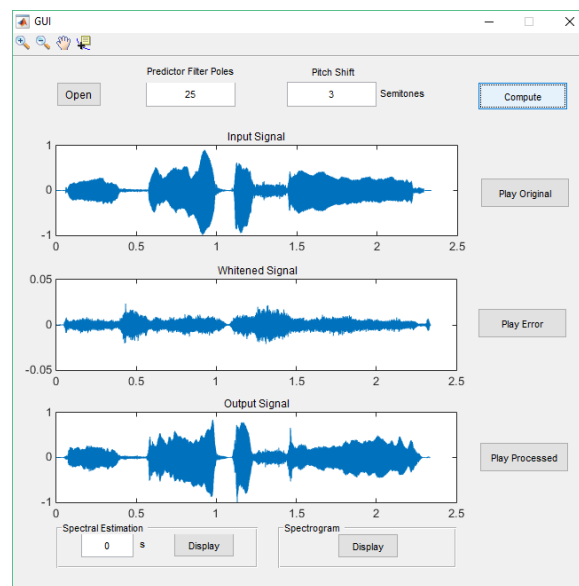 GUI
Predictor Filter Poles
Pitch Shift
Open
25
3
Semitones
Compute
Input Signal
1
0
-1
0
0.5
1
1.5
2
2.5
Play Original
Whitened Signal
0.05
0
-0.05
0
0.5
1
1.5
2
2.5
Play Error
Output Signal
1
0
-1
0
0.5
1
1.5
2
2.5
Play Processed
Spectral Estimation
0
s
Display
Spectrogram
Display